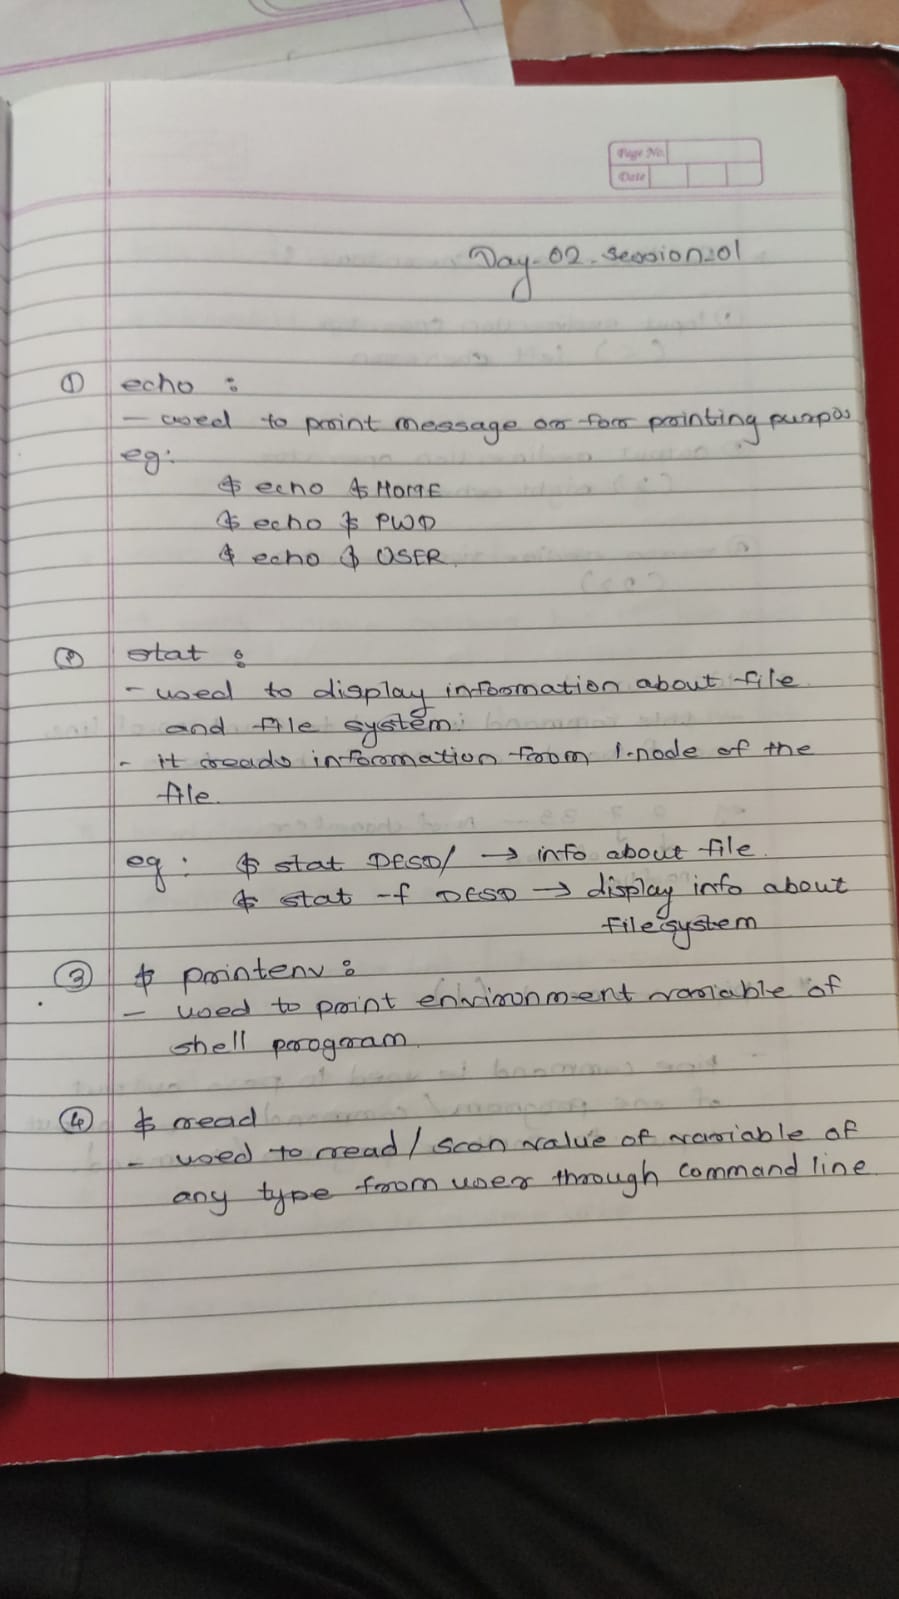 Page No.
Date
Day-02-session:01
① echo :
- used to print message or for printing purpos
eg:
$ echo $ HOME
$ echo $ PWD
$ echo $ USER.
② stat :
- used to display information about file
and file system.
- it reads information from I-node of the
file.
eg : $ stat DESD/ → info about file.
$ stat -f DESD → display info about
filesystem
③ $ printenv :
- used to print environment variable of
shell program.
④ $ read
- used to read / scan value of variable of
any type from user through command line.